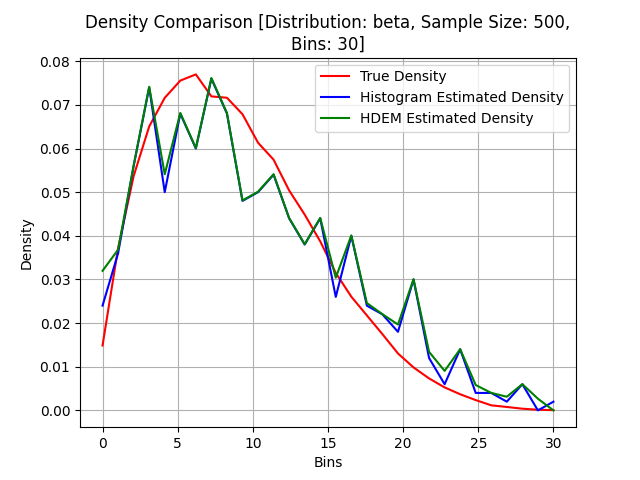 Density Comparison [Distribution: beta, Sample Size: 500,
Bins: 30]
True Density
Histogram Estimated Density
HDEM Estimated Density
Density
0.08
0.07
0.06
0.05
0.04
0.03
0.02
0.01
0.00
0 5 10 15 20 25 30
Bins